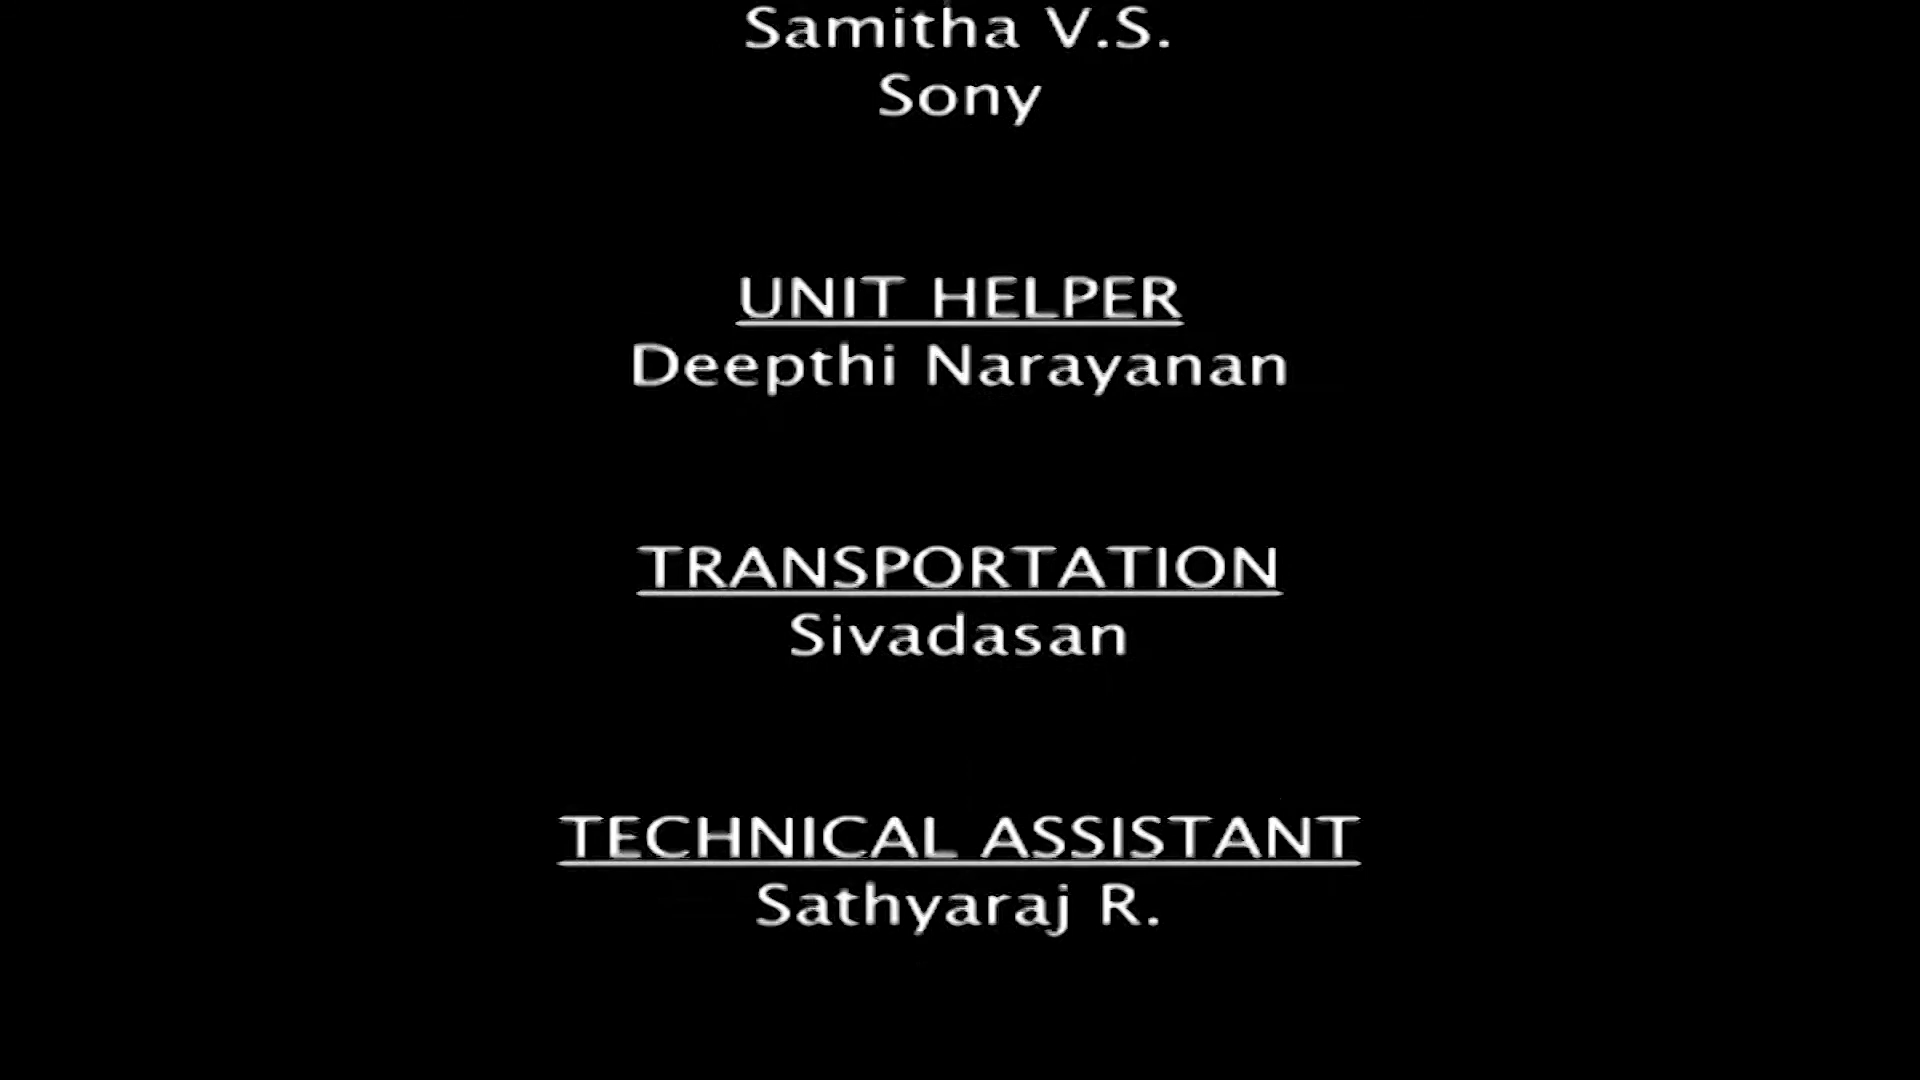 Samitha V.S.
Sony
UNIT HELPER
Deepthi Narayanan
TRANSPORTATION
Sivadasan
TECHNICAL ASSISTANT
Sathyaraj R.